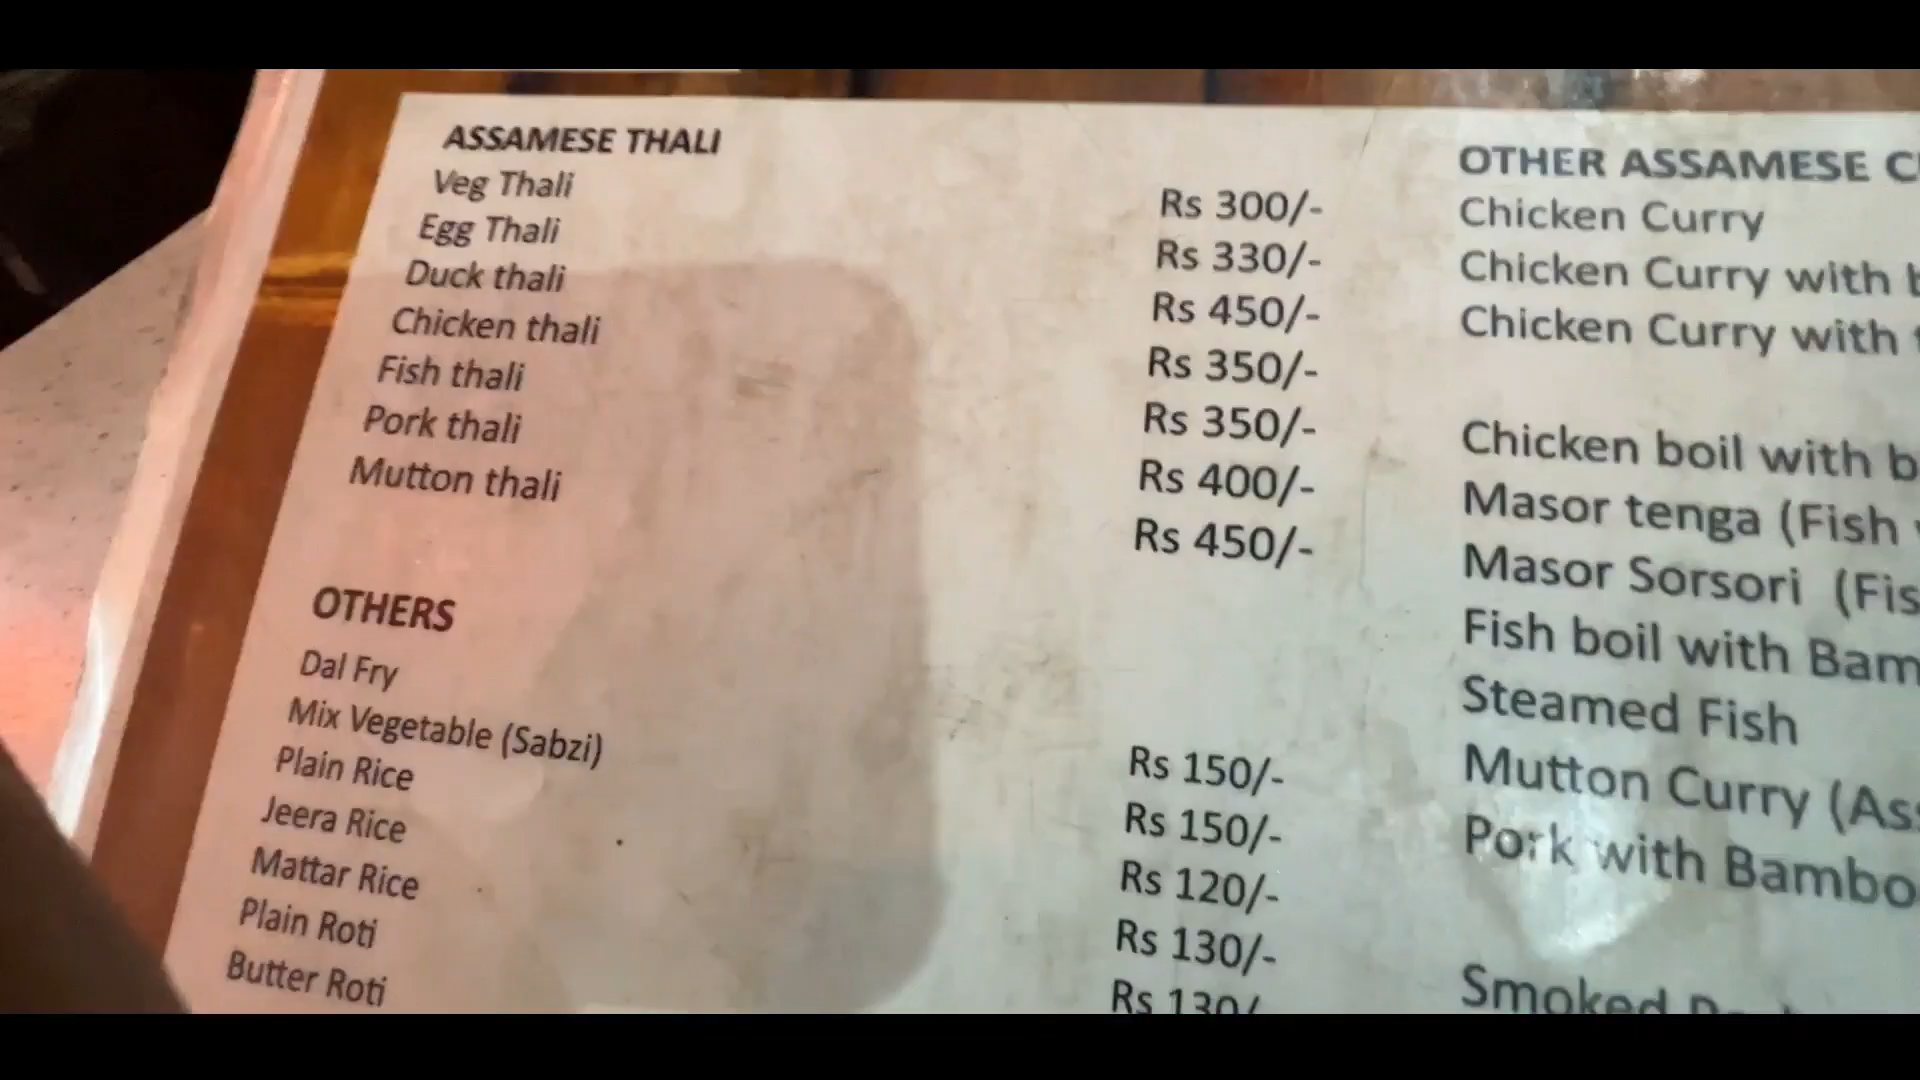 ASSAMESE THALI
Veg Thali Rs 300/-
Egg Thali Rs 330/-
Duck thali Rs 450/-
Chicken thali Rs 350/-
Fish thali Rs 350/-
Pork thali Rs 400/-
Mutton thali Rs 450/-
OTHERS
Dal Fry Rs 150/-
Mix Vegetable (Sabzi) Rs 150/-
Plain Rice Rs 120/-
Jeera Rice Rs 130/-
Mattar Rice Rs 130/
Plain Roti
Butter Roti
OTHER ASSAMESE
Chicken Curry
Chicken Curry with
Chicken Curry with
Chicken boil with
Masor tenga (Fish
Masor Sorsori
Fish boil with
Steamed Fish
Mutton Curry
Pork with
Smoked